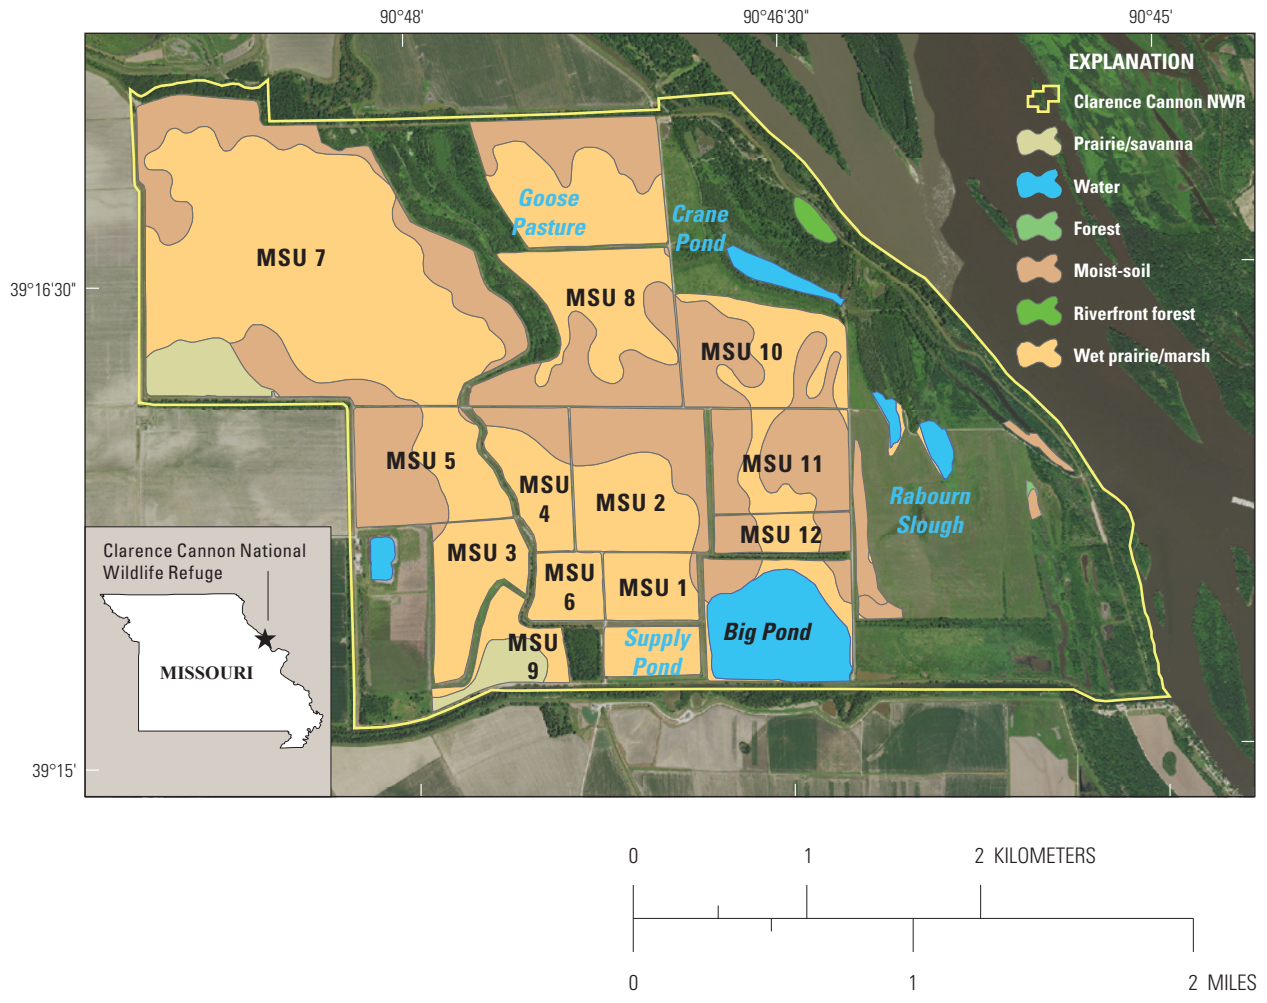 90°48'
90°46'30"
90°45'
EXPLANATION
Clarence Cannon NWR
Prairie/savanna
Water
Forest
Moist-soil
Riverfront forest
Wet prairie/marsh
39°16'30"
39°15'
Goose
Pasture
Crane
Pond
MSU 7
MSU 8
MSU 10
MSU 5
MSU
4
MSU 2
MSU 11
Rabourn
Slough
MSU 12
MSU 3
MSU
6
MSU 1
MSU
9
Supply
Pond
Big Pond
Clarence Cannon National
Wildlife Refuge
MISSOURI
0
1
2 KILOMETERS
0
1
2 MILES